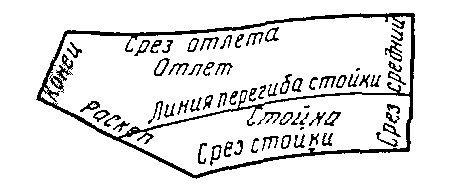 Срез отлета
Отлет
Конец
Раскеп
Линия перегиба стойки
Стойка
Срез стойки
Срез средний